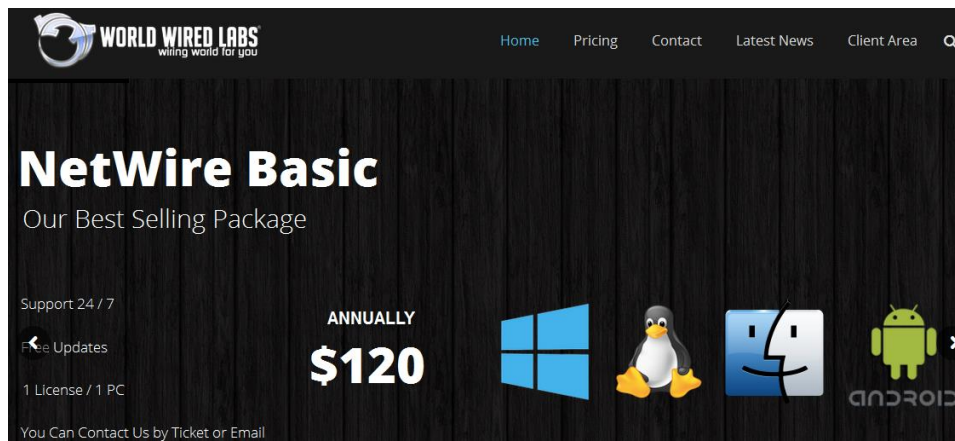 WORLD WIRED LABS
wiring world for you
Home Pricing Contact Latest News Client Area
NetWire Basic
Our Best Selling Package
Support 24 / 7
Free Updates
1 License / 1 PC
You Can Contact Us by Ticket or Email
ANNUALLY
$120
ANDROID